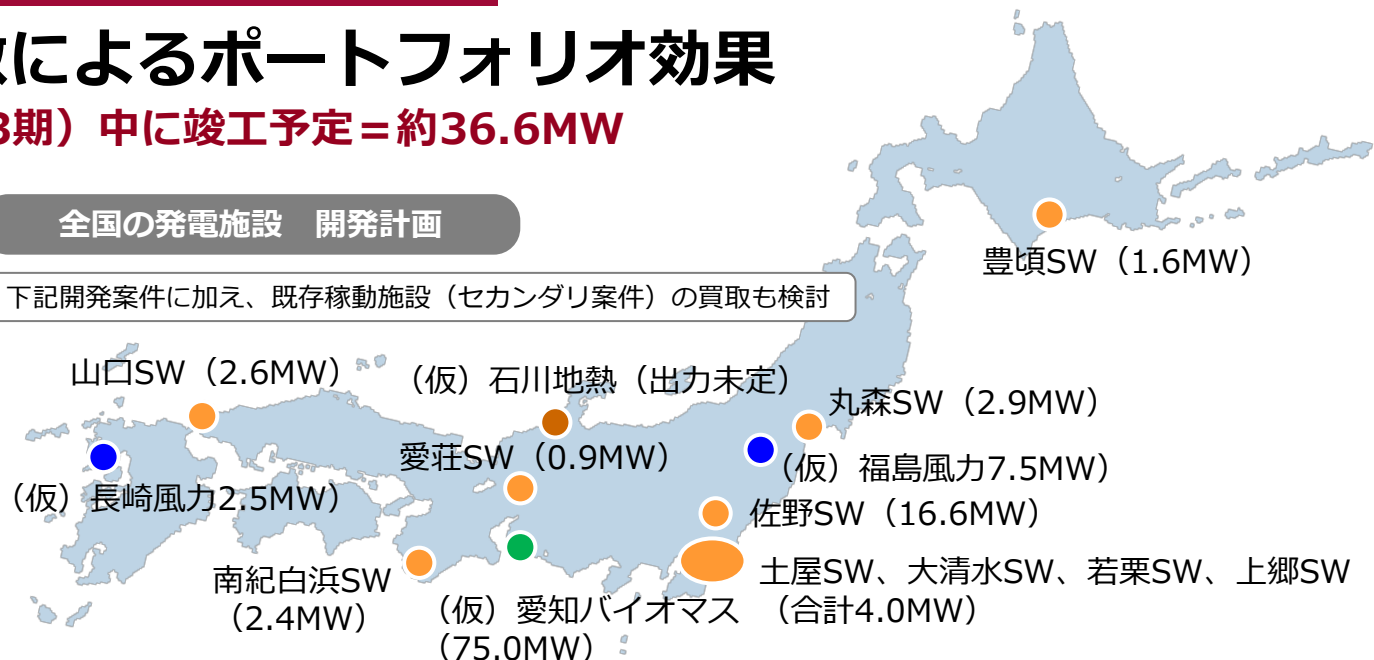 によるポートフォリオ効果
3期）中に竣工予定＝約36.6MW
全国の発電施設　開発計画
下記開発案件に加え、既存稼動施設（セカンダリ案件）の買取も検討
豊頃SW（1.6MW）
山口SW（2.6MW）
（仮）石川地熱（出力未定）
丸森SW（2.9MW）
愛荘SW（0.9MW）
（仮）福島風力7.5MW）
（仮）長崎風力2.5MW）
佐野SW（16.6MW）
土屋SW、大清水SW、若栗SW、上郷SW
（合計4.0MW）
南紀白浜SW
（2.4MW）
（仮）愛知バイオマス
（75.0MW）